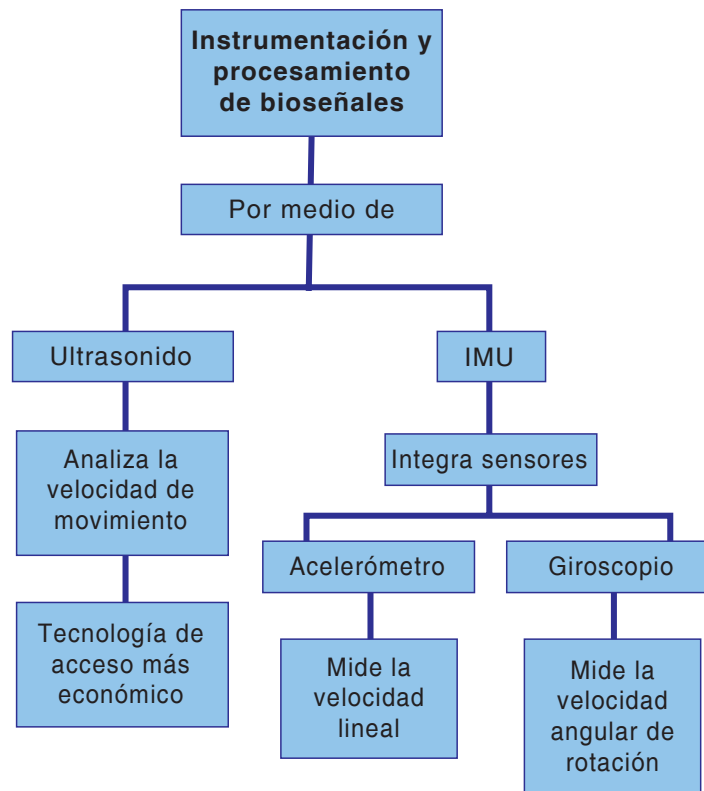 Instrumentación y
procesamiento
de bioseñales
Por medio de
Ultrasonido
IMU
Analiza la
velocidad de
movimiento
Integra sensores
Tecnología de
acceso más
económico
Acelerómetro
Giroscopio
Mide la
velocidad
lineal
Mide la
velocidad
angular de
rotación